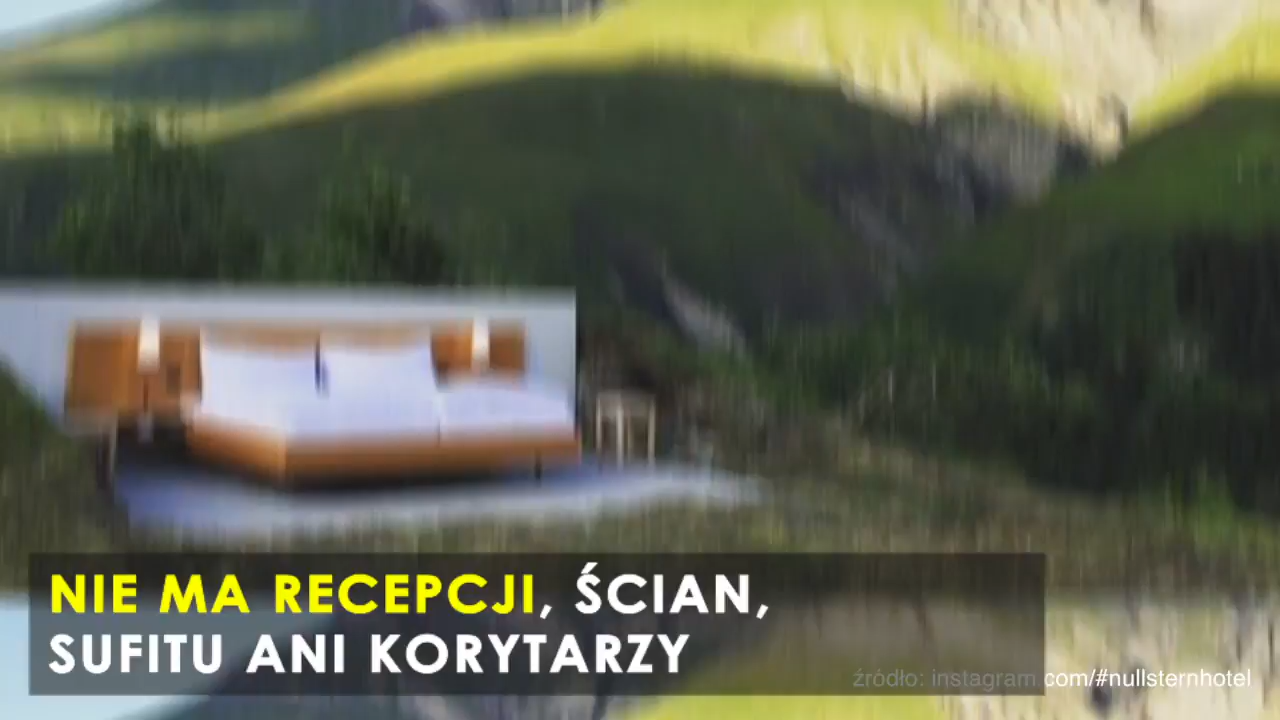 NIE MA RECEPCJI, ŚCIAN,
SUFITU ANI KORYTARZY
źródło: instagram.com/#nullsternhotel